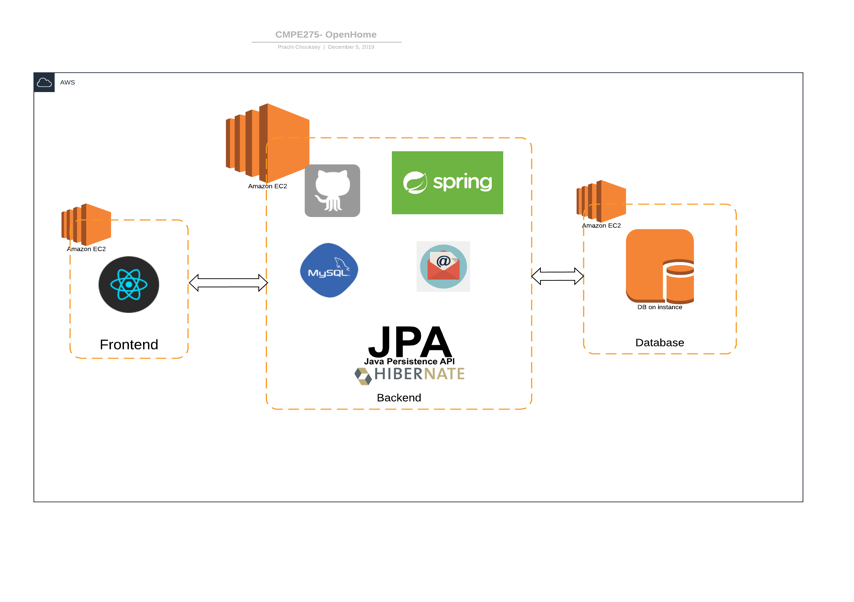 CMPE275- OpenHome
Prachi Chouksey | December 5, 2019
AWS
Amazon EC2
spring
Amazon EC2
Amazon EC2
MySQL
@
DB on instance
Frontend
JPA
Java Persistence API
HIBERNATE
Backend
Database